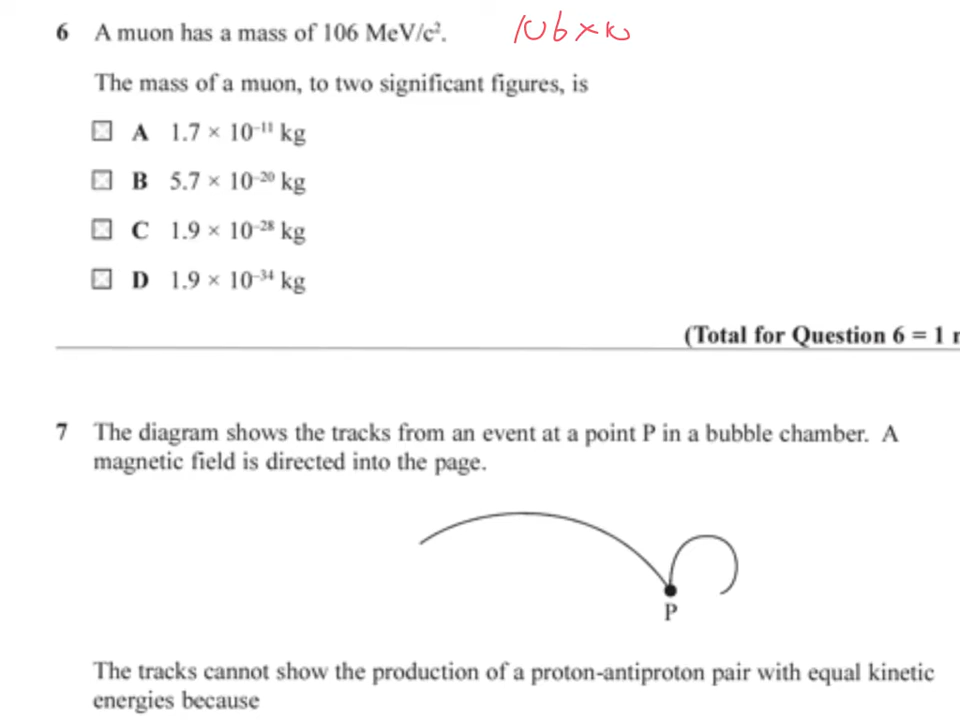 6 A muon has a mass of 106 MeV/c². 106 × 10
The mass of a muon, to two significant figures, is
A 1.7 × 10⁻¹¹ kg
B 5.7 × 10⁻²⁰ kg
C 1.9 × 10⁻²⁸ kg
D 1.9 × 10⁻³⁴ kg
(Total for Question 6 = 1
7 The diagram shows the tracks from an event at a point P in a bubble chamber. A
magnetic field is directed into the page.
P
The tracks cannot show the production of a proton-antiproton pair with equal kinetic
energies because